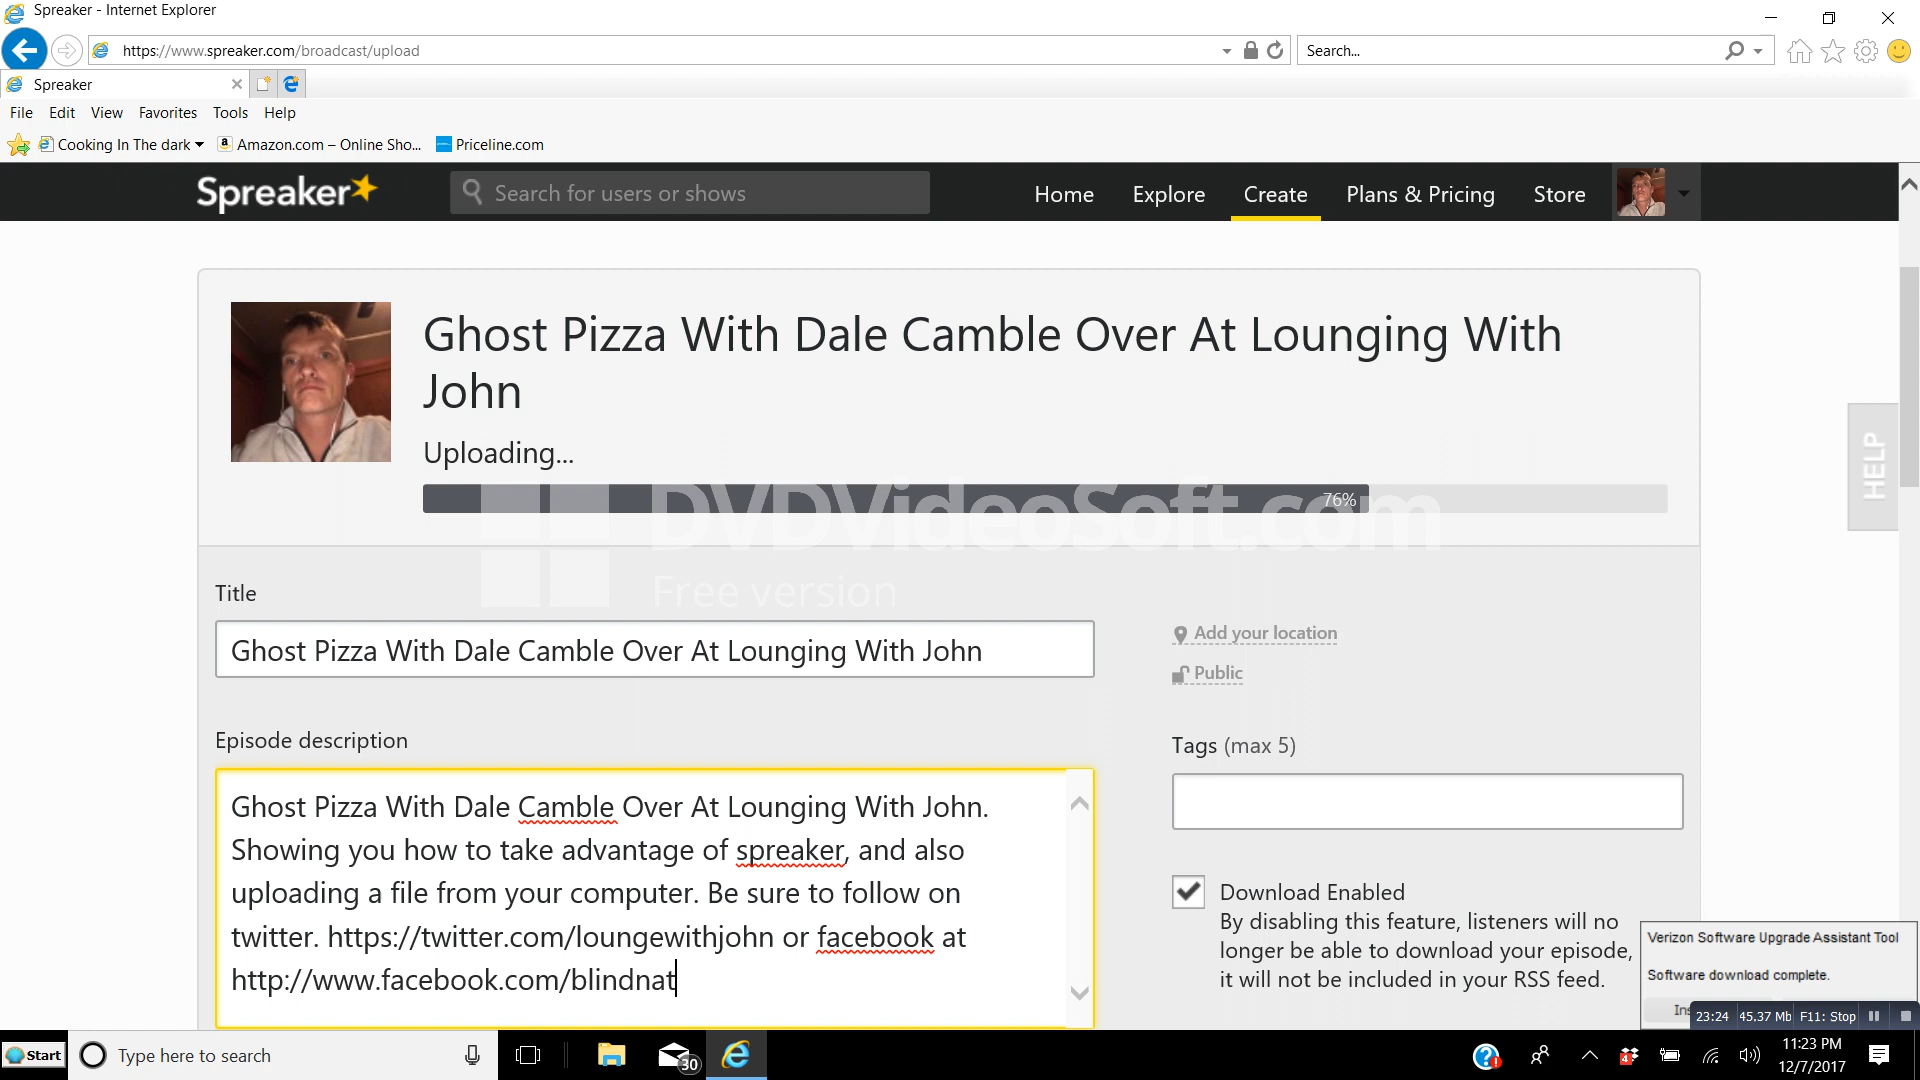 Spreaker - Internet Explorer
https://www.spreaker.com/broadcast/upload
Search...
Spreaker
File Edit View Favorites Tools Help
Cooking In The dark
Amazon.com – Online Sho...
Priceline.com
Spreaker
Search for users or shows
Home Explore Create Plans & Pricing Store
Ghost Pizza With Dale Camble Over At Lounging With
John
Uploading...
76%
DVDVideoSoft.com
Free version
HELP
Title
Ghost Pizza With Dale Camble Over At Lounging With John
Add your location
Public
Episode description
Ghost Pizza With Dale Camble Over At Lounging With John.
Showing you how to take advantage of spreaker, and also
uploading a file from your computer. Be sure to follow on
twitter. https://twitter.com/loungewithjohn or facebook at
http://www.facebook.com/blindnat
Tags (max 5)
Download Enabled
By disabling this feature, listeners will no
longer be able to download your episode,
it will not be included in your RSS feed.
Verizon Software Upgrade Assistant Tool
Software download complete.
23:24 45.37 Mb F11: Stop
Start
Type here to search
30
11:23 PM
12/7/2017